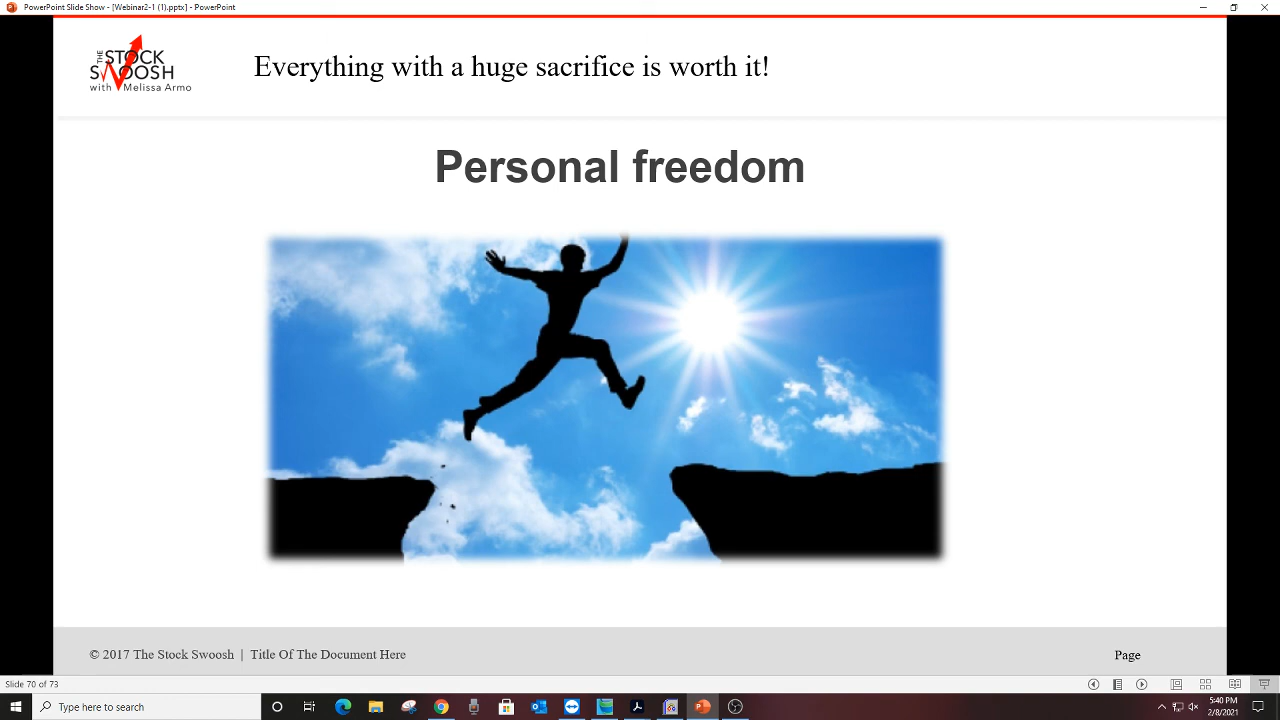 PowerPoint Slide Show - [Webinar2-1 (1).pptx] - PowerPoint
THE STOCK
SWOOSH
with Melissa Armo
Everything with a huge sacrifice is worth it!
Personal freedom
© 2017 The Stock Swoosh | Title Of The Document Here
Page
Slide 70 of 73
Type here to search
5:40 PM
2/8/2021